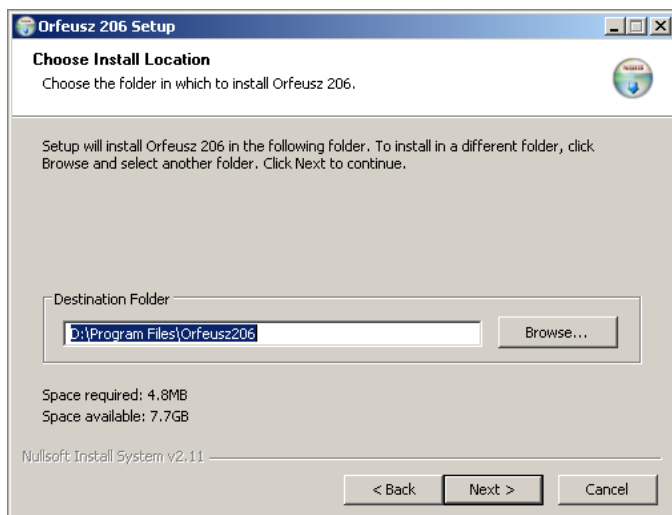 Orfeusz 206 Setup
Choose Install Location
Choose the folder in which to install Orfeusz 206.
Setup will install Orfeusz 206 in the following folder. To install in a different folder, click
Browse and select another folder. Click Next to continue.
Destination Folder
D:\Program Files\Orfeusz206
Browse...
Space required: 4.8MB
Space available: 7.7GB
Nullsoft Install System v2.11
< Back
Next >
Cancel